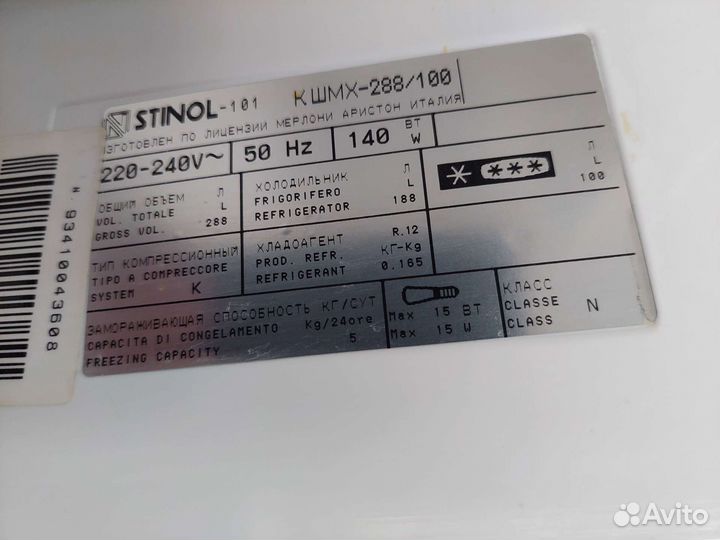 STINOL-101 КШМХ-288/100
ИЗГОТОВЛЕН ПО ЛИЦЕНЗИИ МЕРЛОНИ АРИСТОН ИТАЛИЯ
220-240V~ 50 Hz 140 ВТ W
ОБЩИЙ ОБЪЕМ Л
VOL. TOTALE L
GROSS VOL. 288
ХОЛОДИЛЬНИК Л
FRIGORIFERO L
REFRIGERATOR 188
* *** Л
L
100
ТИП КОМПРЕССИОННЫЙ
TIPO A COMPRECCORE
SYSTEM K
ХЛАДОАГЕНТ R.12
PROD. REFR. КГ-Kg
REFRIGERANT 0.165
ЗАМОРАЖИВАЮЩАЯ СПОСОБНОСТЬ КГ/СУТ
CAPACITA DI CONGELAMENTO Kg/24ore
FREEZING CAPACITY 5
Max 15 ВТ
Max 15 W
КЛАСС
CLASSE
CLASS N
N. 93410043608
Avito